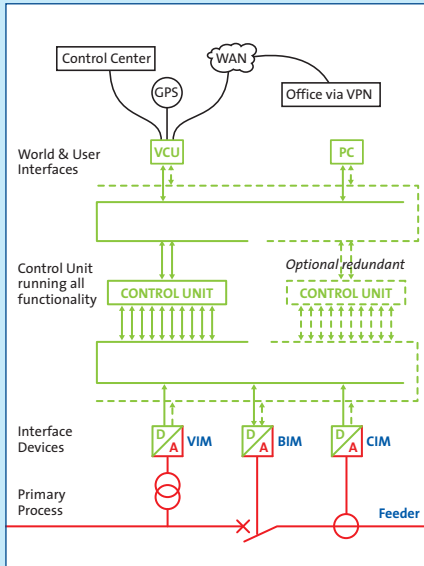 Control Center
WAN
GPS
Office via VPN
VCU
PC
World & User
Interfaces
Control Unit
running all
functionality
Optional redundant
CONTROL UNIT
CONTROL UNIT
Interface
Devices
D
A
VIM
D
A
BIM
D
A
CIM
Primary
Process
Feeder